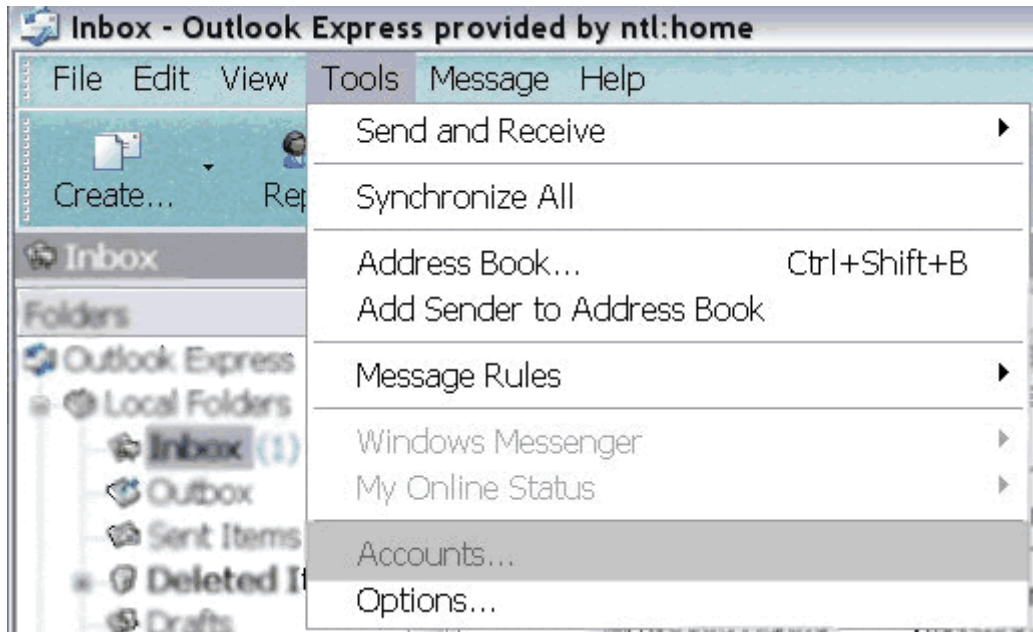 Inbox - Outlook Express provided by ntl:home
File Edit View Tools Message Help
Create...
Rep
Send and Receive
Synchronize All
Address Book... Ctrl+Shift+B
Add Sender to Address Book
Message Rules
Windows Messenger
My Online Status
Accounts...
Options...
Inbox
Folders
Outlook Express
Local Folders
Inbox (1)
Outbox
Sent Items
Deleted It
Drafts